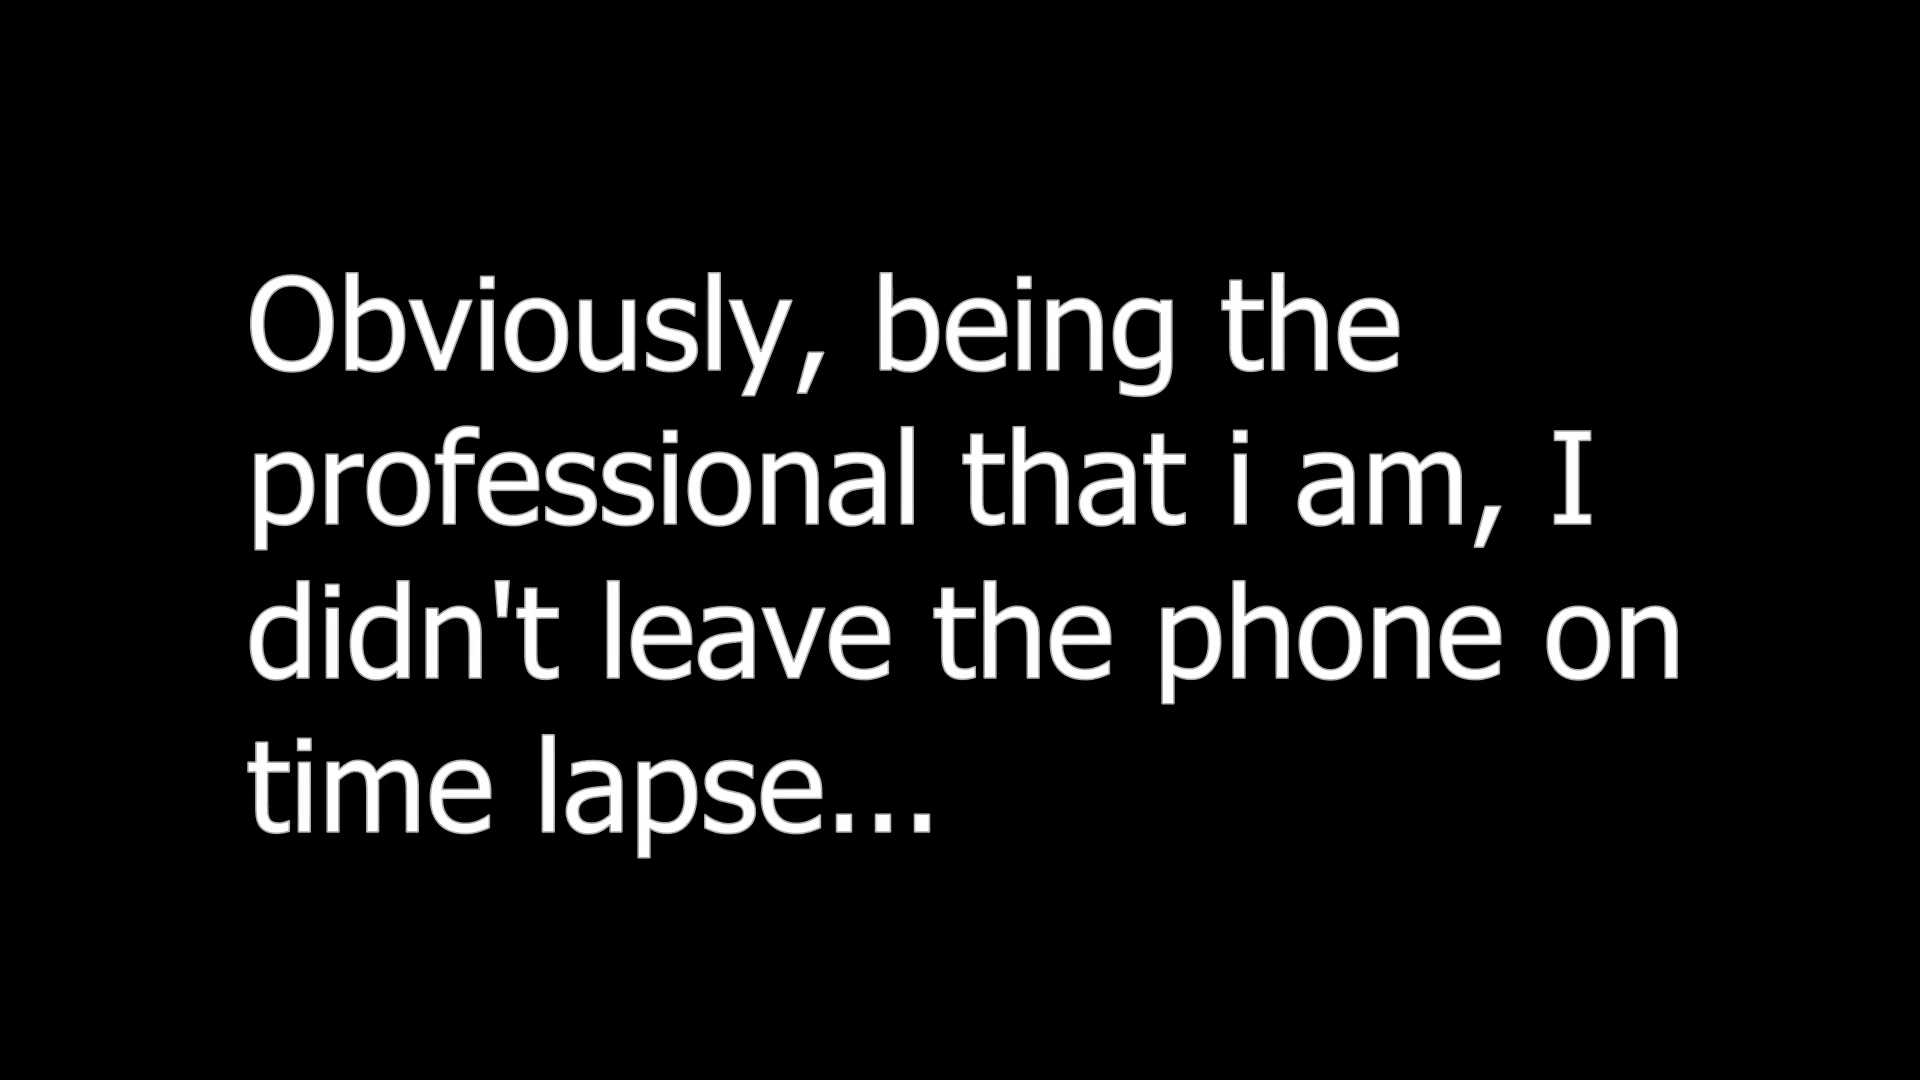 Obviously, being the
professional that i am, I
didn't leave the phone on
time lapse...